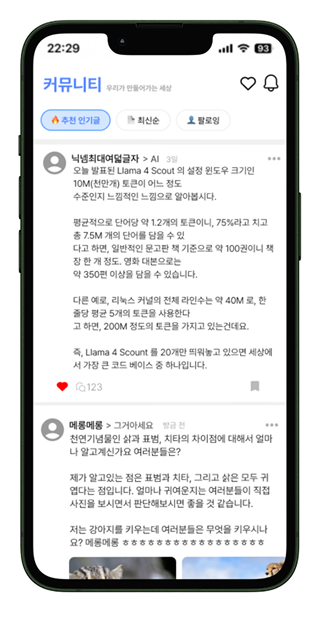 22:29
93
커뮤니티 우리가 만들어가는 세상
🔥 추천 인기글
최신순
팔로잉
닉넴최대여덟글자 > AI 3일
오늘 발표된 Llama 4 Scout 의 설정 윈도우 크기인
10M(천만개) 토큰이 어느 정도
수준인지 느낌적인 느낌으로 알아봅시다.
평균적으로 단어당 약 1.2개의 토큰이니, 75%라고 치고
총 7.5M 개의 단어를 담을 수 있
다고 하면, 일반적인 문고판 책 기준으로 약 100권이니 책
장 한 개 정도. 영화 대본으로는
약 350편 이상을 담을 수 있습니다.
다른 예로, 리눅스 커널의 전체 라인수는 약 40M 로, 한
줄당 평균 5개의 토큰을 사용한다
고 하면, 200M 정도의 토큰을 가지고 있는건데요.
즉, Llama 4 Scount 를 20개만 띄워놓고 있으면 세상에
서 가장 큰 코드 베이스 중 하나입니다.
123
메롱메롱 > 그거아세요 방금 전
천연기념물인 삵과 표범, 치타의 차이점에 대해서 얼마
나 알고계신가요 여러분들은?
제가 알고있는 점은 표범과 치타, 그리고 삵은 모두 귀
엽다는 점입니다. 얼마나 귀여운지는 여러분들이 직접
사진을 보시면서 판단해보시면 좋을 것 같습니다.
저는 강아지를 키우는데 여러분들은 무엇을 키우시나
요? 메롱메롱 ㅎㅎㅎㅎㅎㅎㅎㅎㅎㅎㅎㅎㅎㅎㅎㅎㅎ